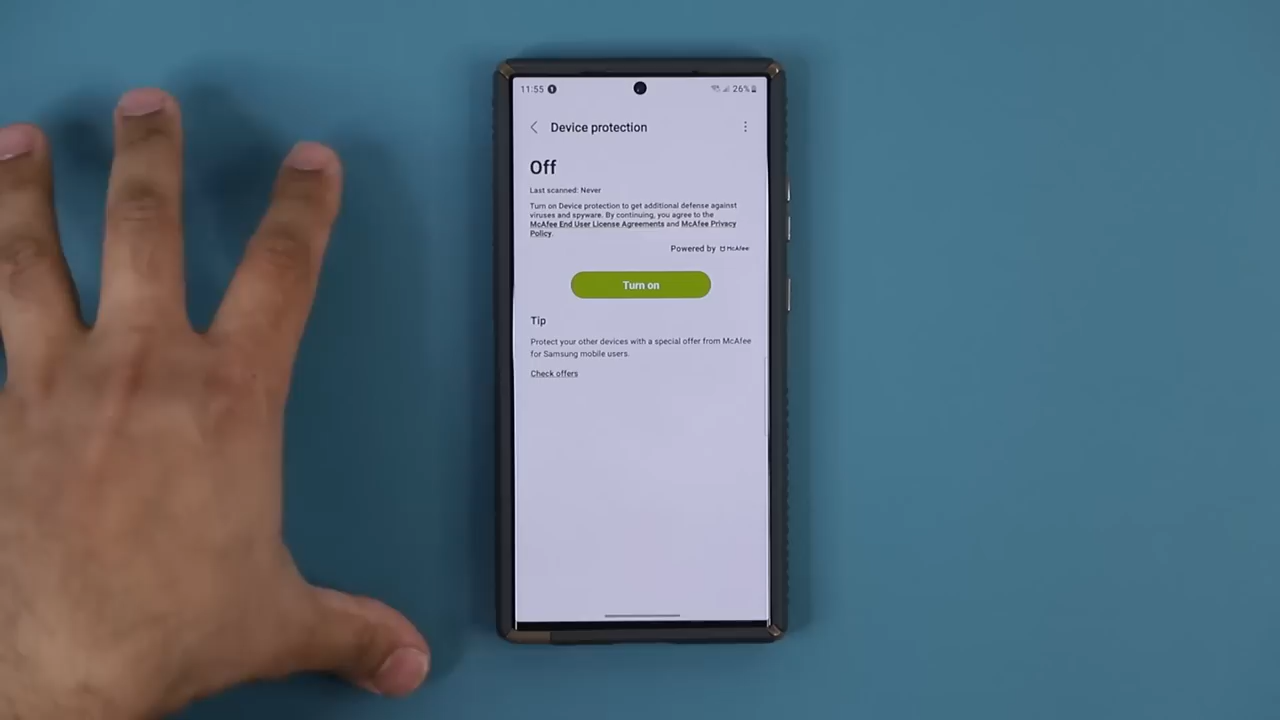 11:55
26%
Device protection
Off
Last scanned: Never
Turn on Device protection to get additional defense against
viruses and spyware. By continuing, you agree to the
McAfee End User License Agreements and McAfee Privacy
Policy.
Powered by McAfee
Turn on
Tip
Protect your other devices with a special offer from McAfee
for Samsung mobile users.
Check offers